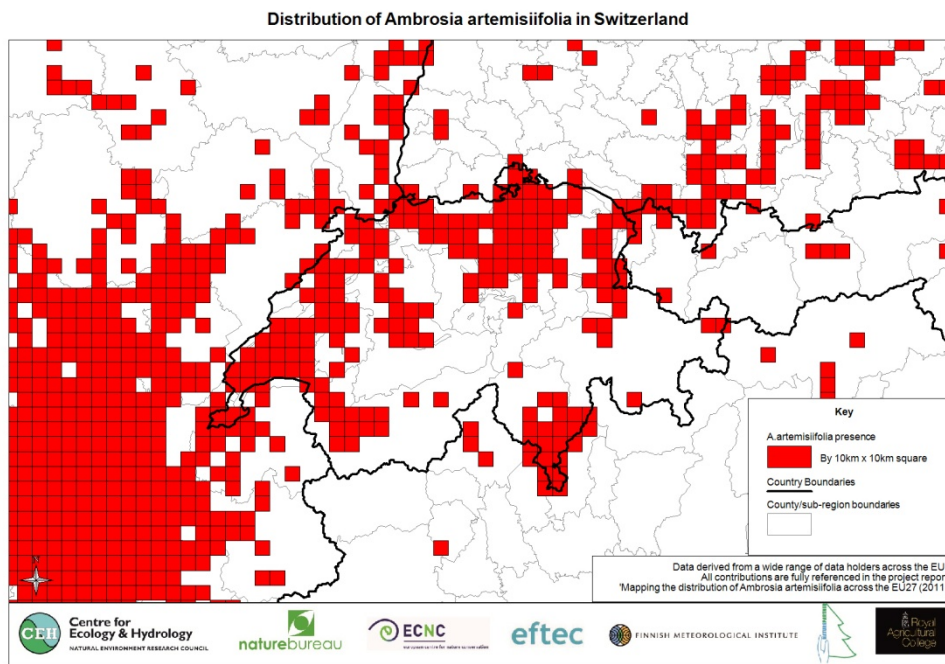 Distribution of Ambrosia artemisiifolia in Switzerland
Key
A.artemisiifolia presence
By 10km x 10km square
Country Boundaries
County/sub-region boundaries
Data derived from a wide range of data holders across the EU
All contributions are fully referenced in the project repor
'Mapping the distribution of Ambrosia artemisiifolia across the EU27 (2011
N
CEH
Centre for
Ecology & Hydrology
NATURAL ENVIRONMENT RESEARCH COUNCIL
naturebureau
ECNC
eftec
FINNISH METEOROLOGICAL INSTITUTE
Royal
Agricultural
College